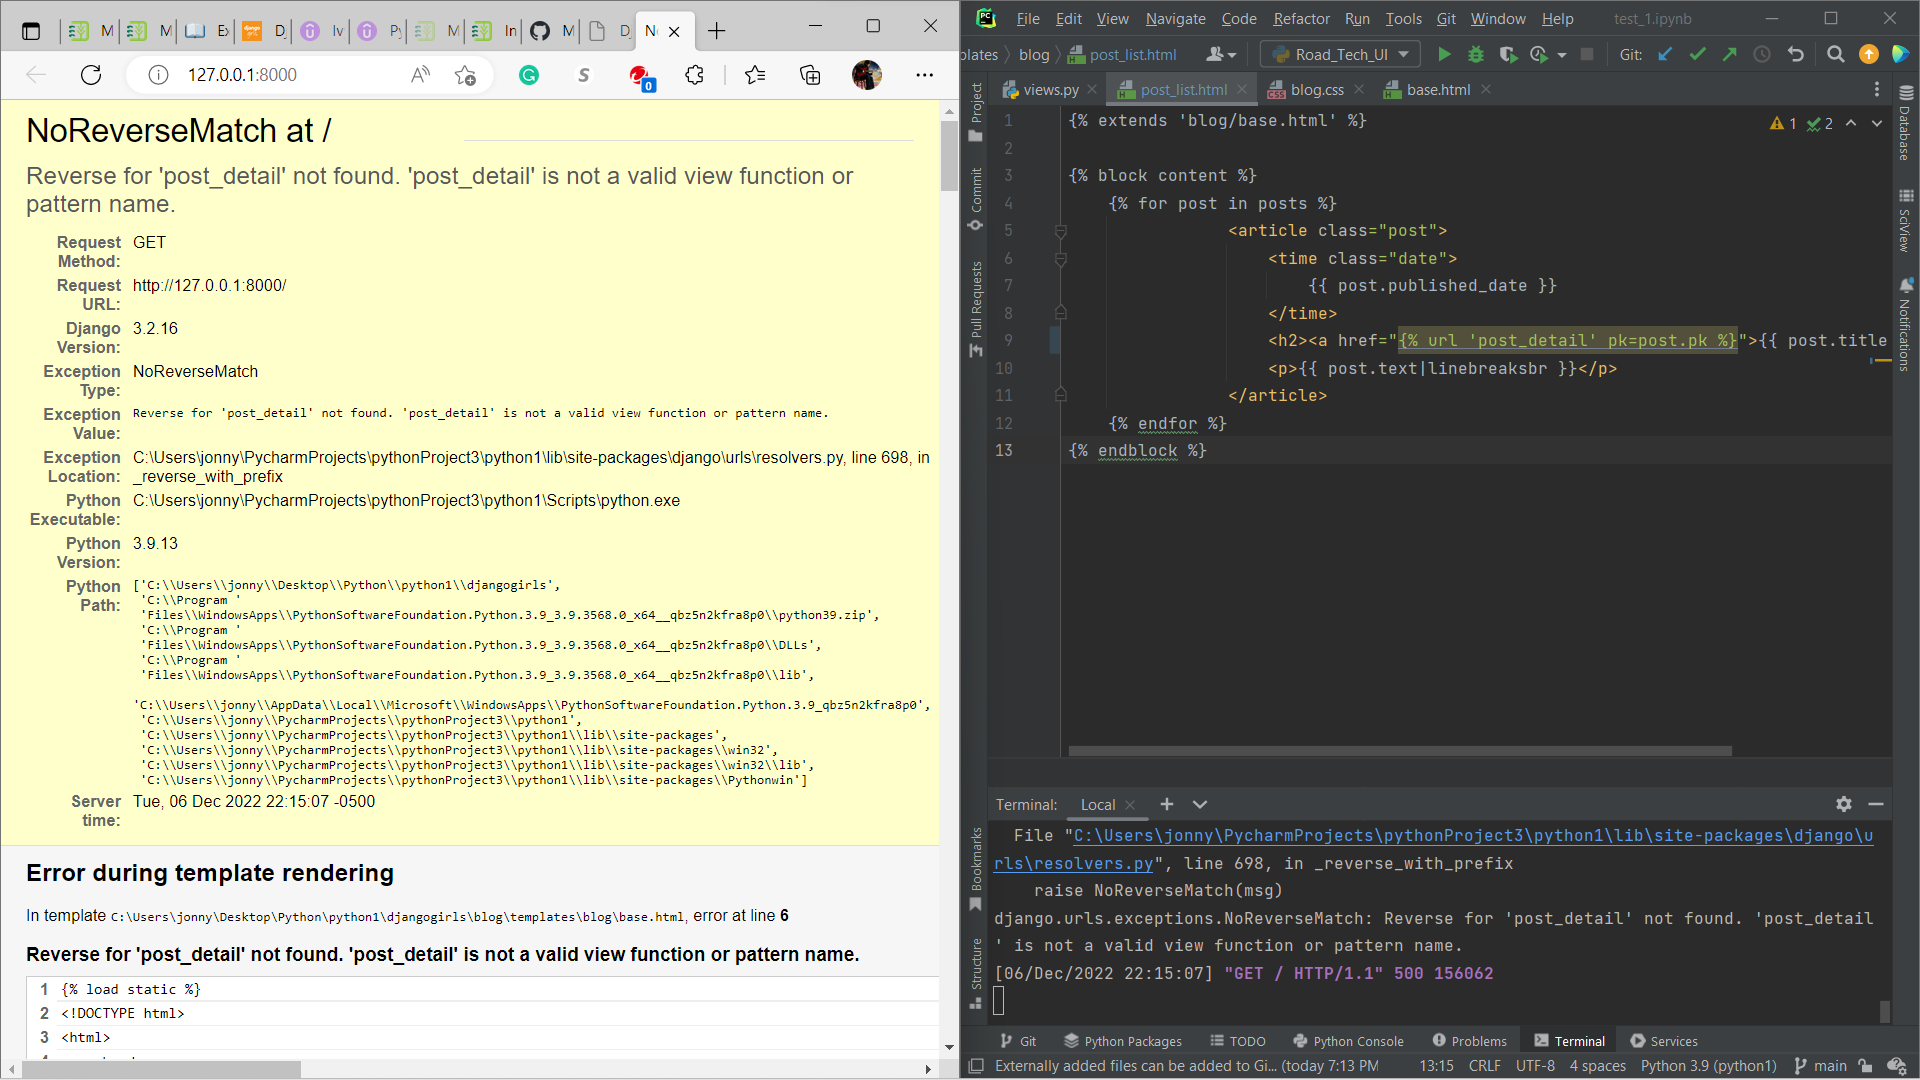 M
M
Ex
D
Iv
Py
M
In
M
D
N
127.0.0.1:8000
0
NoReverseMatch at /
Reverse for 'post_detail' not found. 'post_detail' is not a valid view function or
pattern name.
Request Method: GET
Request URL: http://127.0.0.1:8000/
Django Version: 3.2.16
Exception Type: NoReverseMatch
Exception Value: Reverse for 'post_detail' not found. 'post_detail' is not a valid view function or pattern name.
Exception Location: C:\Users\jonny\PycharmProjects\pythonProject3\python1\lib\site-packages\django\urls\resolvers.py, line 698, in
_reverse_with_prefix
Python Executable: C:\Users\jonny\PycharmProjects\pythonProject3\python1\Scripts\python.exe
Python Version: 3.9.13
Python Path: ['C:\\Users\\jonny\\Desktop\\Python\\python1\\djangogirls',
'C:\\Program '
'Files\\WindowsApps\\PythonSoftwareFoundation.Python.3.9_3.9.3568.0_x64__qbz5n2kfra8p0\\python39.zip',
'C:\\Program '
'Files\\WindowsApps\\PythonSoftwareFoundation.Python.3.9_3.9.3568.0_x64__qbz5n2kfra8p0\\DLLs',
'C:\\Program '
'Files\\WindowsApps\\PythonSoftwareFoundation.Python.3.9_3.9.3568.0_x64__qbz5n2kfra8p0\\lib',
'C:\\Users\\jonny\\AppData\\Local\\Microsoft\\WindowsApps\\PythonSoftwareFoundation.Python.3.9_qbz5n2kfra8p0',
'C:\\Users\\jonny\\PycharmProjects\\pythonProject3\\python1',
'C:\\Users\\jonny\\PycharmProjects\\pythonProject3\\python1\\lib\\site-packages',
'C:\\Users\\jonny\\PycharmProjects\\pythonProject3\\python1\\lib\\site-packages\\win32',
'C:\\Users\\jonny\\PycharmProjects\\pythonProject3\\python1\\lib\\site-packages\\win32\\lib',
'C:\\Users\\jonny\\PycharmProjects\\pythonProject3\\python1\\lib\\site-packages\\Pythonwin']
Server time: Tue, 06 Dec 2022 22:15:07 -0500
Error during template rendering
In template C:\Users\jonny\Desktop\Python\python1\djangogirls\blog\templates\blog\base.html, error at line 6
Reverse for 'post_detail' not found. 'post_detail' is not a valid view function or pattern name.
1 {% load static %}
2 <!DOCTYPE html>
3 <html>
PC File Edit View Navigate Code Refactor Run Tools Git Window Help test_1.ipynb
plates blog post_list.html Road_Tech_UI Git:
views.py post_list.html blog.css base.html
Project
Commit
Pull Requests
Bookmarks
Structure
Database
SciView
Notifications
1 2
1 {% extends 'blog/base.html' %}
2
3 {% block content %}
4 {% for post in posts %}
5 <article class="post">
6 <time class="date">
7 {{ post.published_date }}
8 </time>
9 <h2><a href="{% url 'post_detail' pk=post.pk %}">{{ post.title
10 <p>{{ post.text|linebreaksbr }}</p>
11 </article>
12 {% endfor %}
13 {% endblock %}
Terminal: Local
File "C:\Users\jonny\PycharmProjects\pythonProject3\python1\lib\site-packages\django\u
rls\resolvers.py", line 698, in _reverse_with_prefix
raise NoReverseMatch(msg)
django.urls.exceptions.NoReverseMatch: Reverse for 'post_detail' not found. 'post_detail
' is not a valid view function or pattern name.
[06/Dec/2022 22:15:07] "GET / HTTP/1.1" 500 156062
Git Python Packages TODO Python Console Problems Terminal Services
Externally added files can be added to Gi... (today 7:13 PM 13:15 CRLF UTF-8 4 spaces Python 3.9 (python1) main